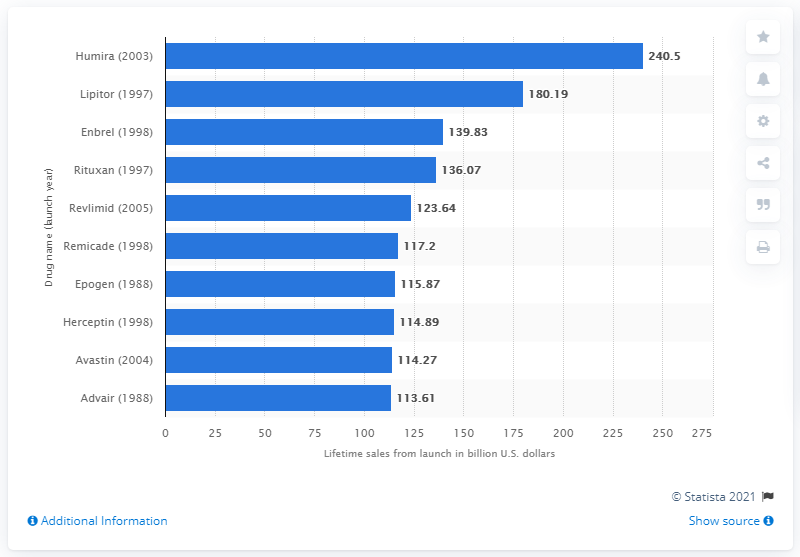 Humira (2003)
240.5
Lipitor (1997)
180.19
Enbrel (1998)
139.83
Rituxan (1997)
136.07
Revlimid (2005)
123.64
Remicade (1998)
117.2
Epogen (1988)
115.87
Herceptin (1998)
114.89
Avastin (2004)
114.27
Advair (1988)
113.61
Drug name (launch year)
0 25 50 75 100 125 150 175 200 225 250 275
Lifetime sales from launch in billion U.S. dollars
© Statista 2021
Additional Information
Show source